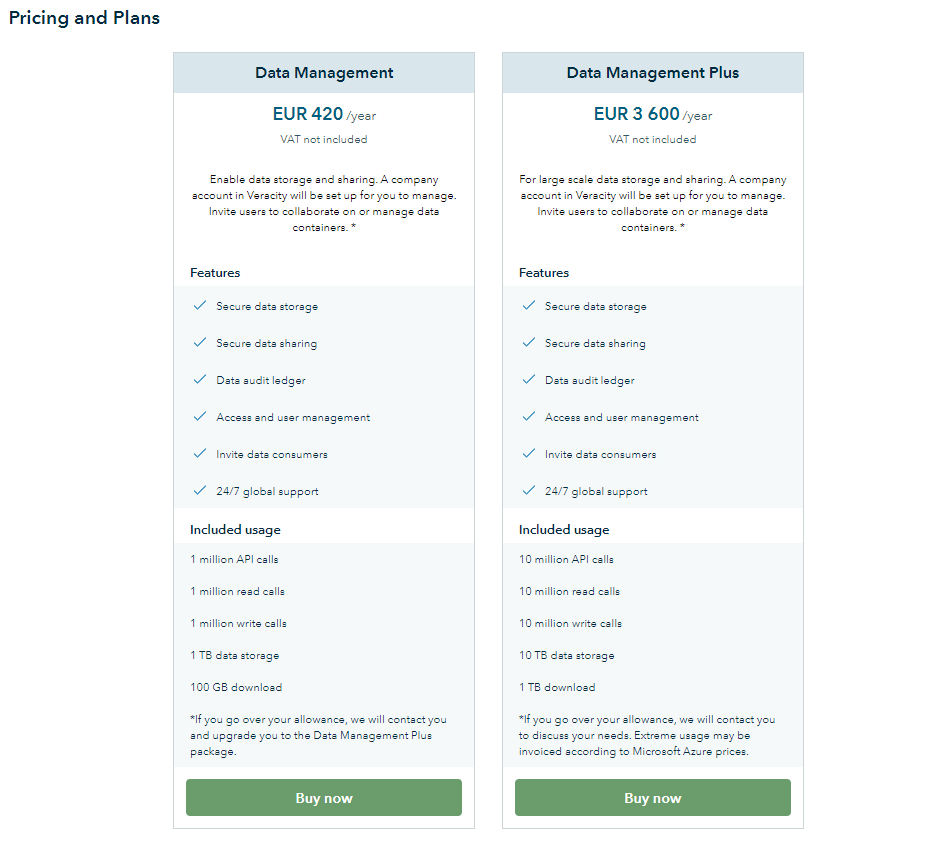 Pricing and Plans
Data Management
EUR 420 /year
VAT not included
Enable data storage and sharing. A company
account in Veracity will be set up for you to manage.
Invite users to collaborate on or manage data
containers. *
Features
Secure data storage
Secure data sharing
Data audit ledger
Access and user management
Invite data consumers
24/7 global support
Included usage
1 million API calls
1 million read calls
1 million write calls
1 TB data storage
100 GB download
*If you go over your allowance, we will contact you
and upgrade you to the Data Management Plus
package.
Buy now
Data Management Plus
EUR 3 600 /year
VAT not included
For large scale data storage and sharing. A company
account in Veracity will be set up for you to manage.
Invite users to collaborate on or manage data
containers. *
Features
Secure data storage
Secure data sharing
Data audit ledger
Access and user management
Invite data consumers
24/7 global support
Included usage
10 million API calls
10 million read calls
10 million write calls
10 TB data storage
1 TB download
*If you go over your allowance, we will contact you
to discuss your needs. Extreme usage may be
invoiced according to Microsoft Azure prices.
Buy now